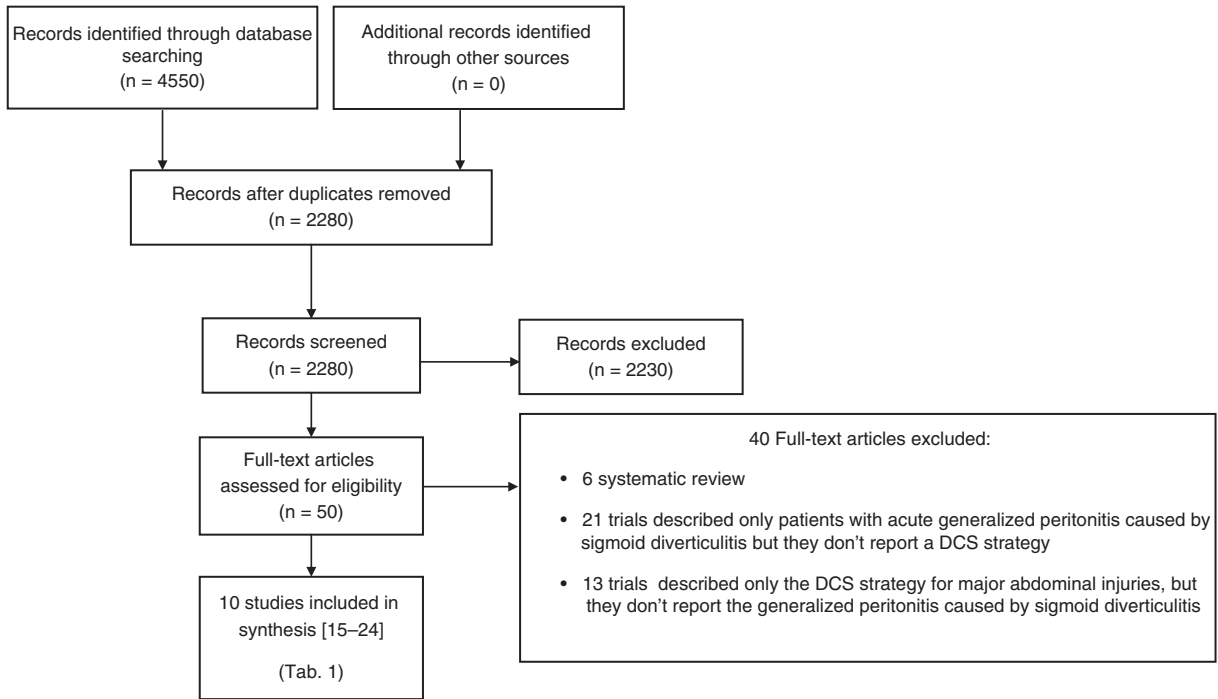 Records identified through database
searching
(n = 4550)
Additional records identified
through other sources
(n = 0)
Records after duplicates removed
(n = 2280)
Records screened
(n = 2280)
Records excluded
(n = 2230)
Full-text articles
assessed for eligibility
(n = 50)
40 Full-text articles excluded:
• 6 systematic review
• 21 trials described only patients with acute generalized peritonitis caused by
sigmoid diverticulitis but they don’t report a DCS strategy
• 13 trials described only the DCS strategy for major abdominal injuries, but
they don’t report the generalized peritonitis caused by sigmoid diverticulitis
10 studies included in
synthesis [15–24]
(Tab. 1)